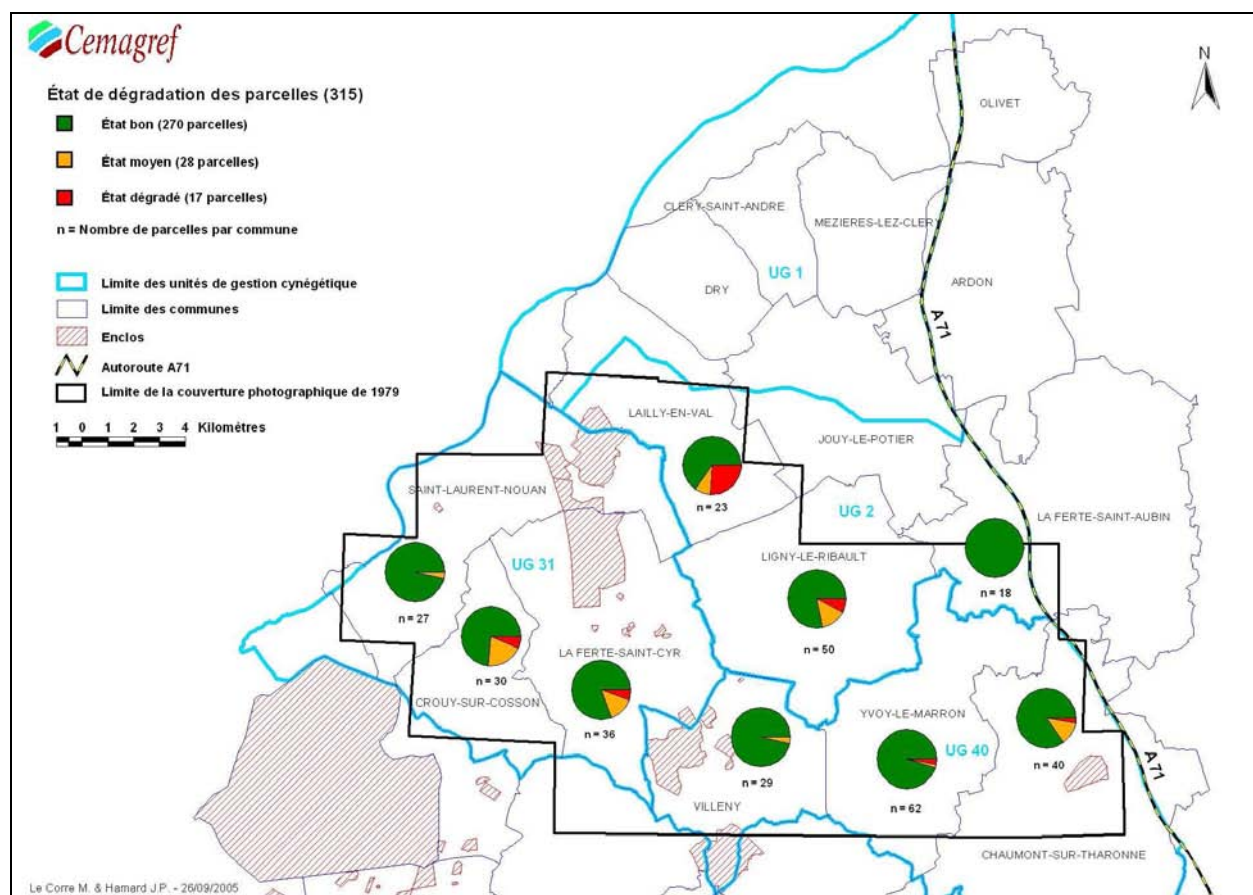 Cemagref
État de dégradation des parcelles (315)
État bon (270 parcelles)
État moyen (28 parcelles)
État dégradé (17 parcelles)
n = Nombre de parcelles par commune
Limite des unités de gestion cynégétique
Limite des communes
Enclos
Autoroute A71
Limite de la couverture photographique de 1979
1 0 1 2 3 4 Kilomètres
N
OLIVET
CLERY-SAINT-ANDRE
MEZIERES-LEZ-CLERY
UG 1
DRY
ARDON
A71
LAILLY-EN-VAL
JOUY-LE-POTIER
SAINT-LAURENT-NOUAN
n = 23
UG 2
LA FERTE-SAINT-AUBIN
UG 31
LIGNY-LE-RIBAULT
n = 18
n = 27
n = 50
LA FERTE-SAINT-CYR
n = 30
CROUY-SUR-COSSON
n = 36
YVOY-LE-MARRON
UG 40
n = 40
A71
n = 29
n = 62
VILLENY
CHAUMONT-SUR-THARONNE
Le Corre M. & Hamard J.P. - 26/09/2005